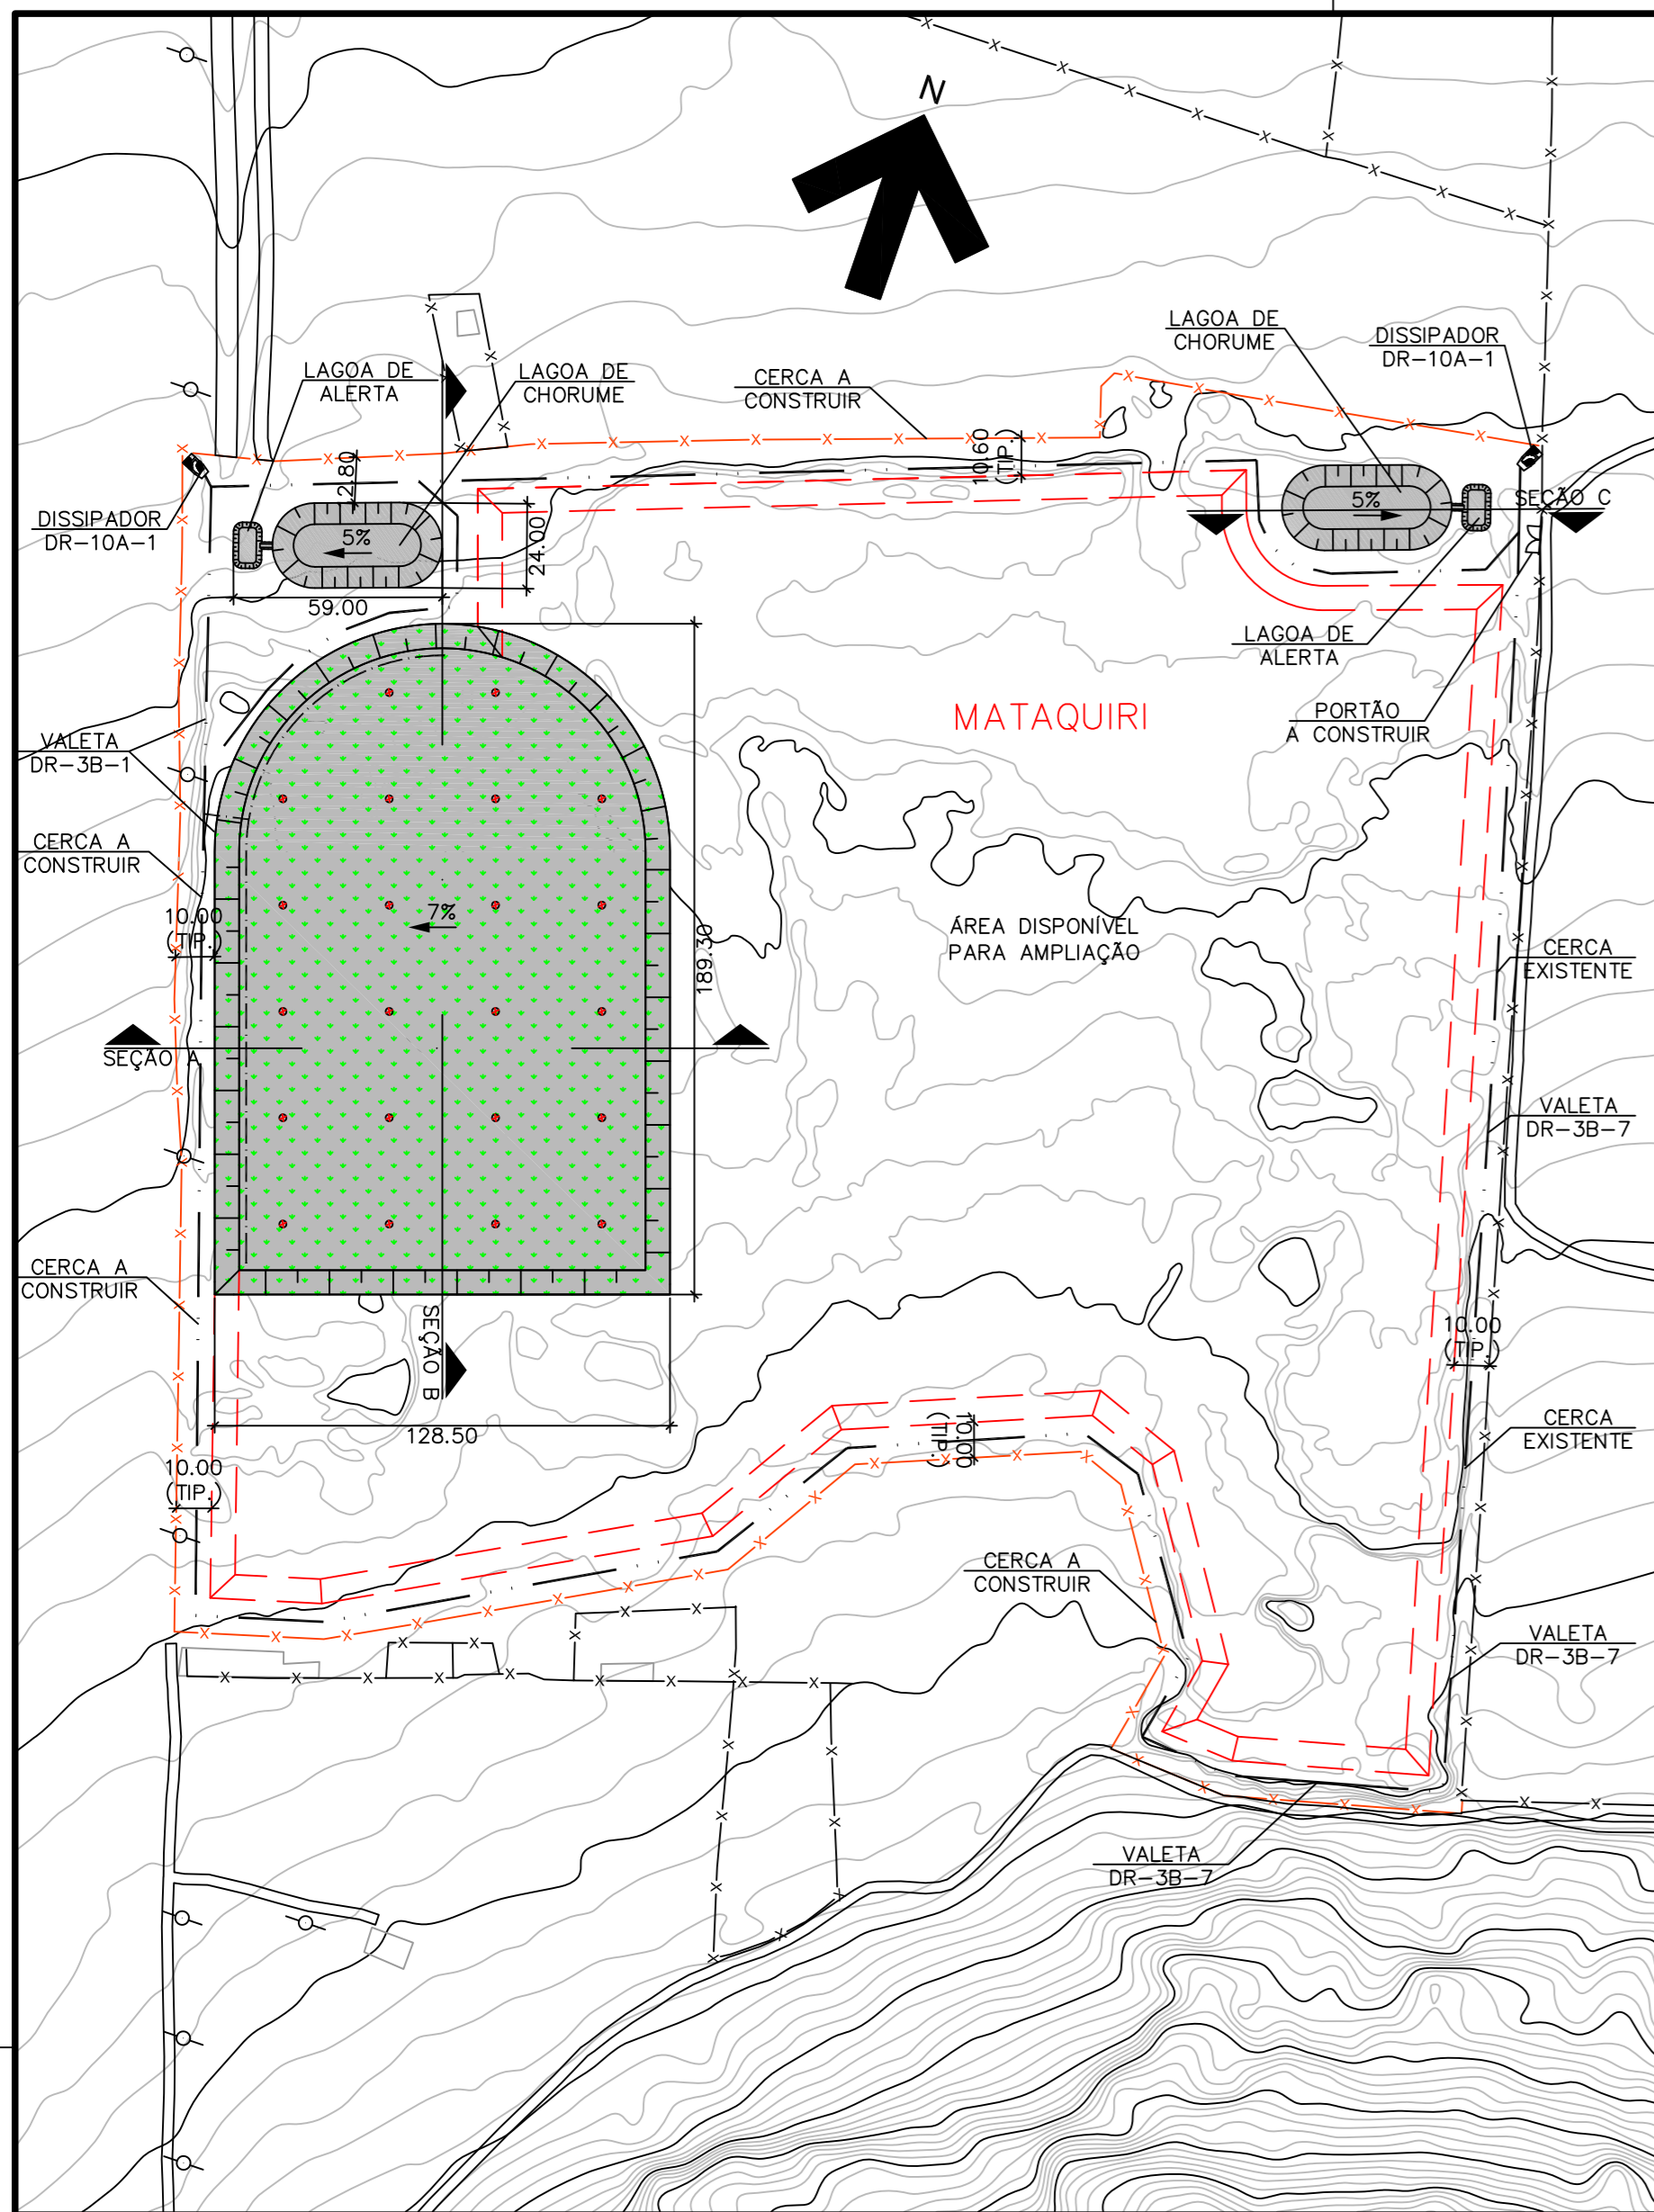 N
LAGOA DE
CHORUME
DISSIPADOR
DR-10A-1
LAGOA DE
ALERTA
LAGOA DE
CHORUME
CERCA A
CONSTRUIR
10.60
(TIP.)
2.80
5%
5%
SEÇÃO C
DISSIPADOR
DR-10A-1
24.00
59.00
LAGOA DE
ALERTA
MATAQUIRI
PORTÃO
A CONSTRUIR
VALETA
DR-3B-1
CERCA A
CONSTRUIR
10.00
(TIP.)
7%
189.30
ÁREA DISPONÍVEL
PARA AMPLIAÇÃO
CERCA
EXISTENTE
SEÇÃO A
VALETA
DR-3B-7
CERCA A
CONSTRUIR
SEÇÃO B
10.00
(TIP.)
128.50
10.00
(TIP.)
CERCA
EXISTENTE
10.00
(TIP.)
CERCA A
CONSTRUIR
VALETA
DR-3B-7
VALETA
DR-3B-7